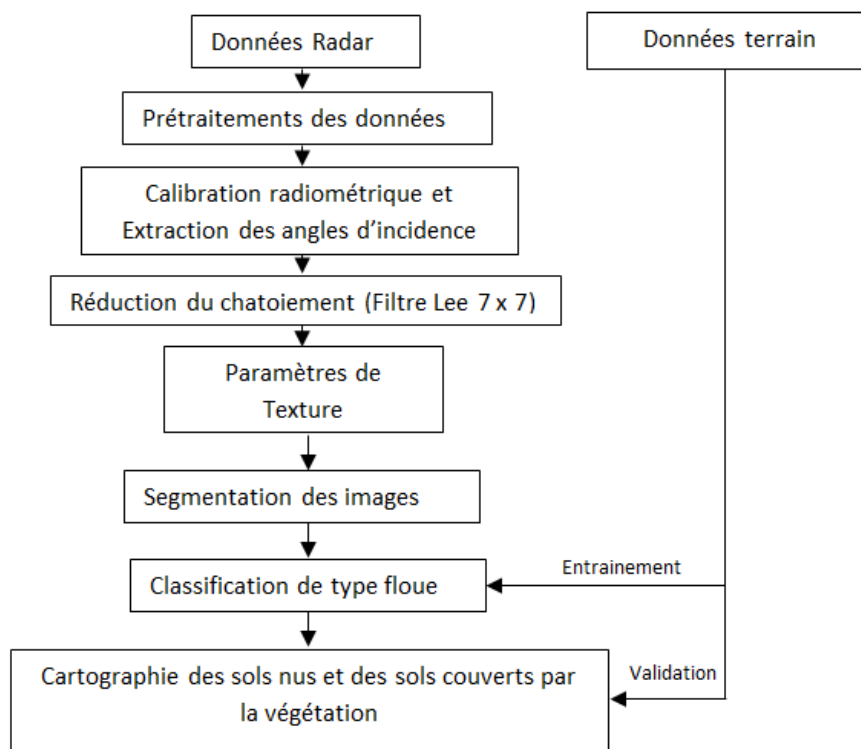 Données Radar
Données terrain
Prétraitements des données
Calibration radiométrique et
Extraction des angles d'incidence
Réduction du chatoiement (Filtre Lee 7 x 7)
Paramètres de
Texture
Segmentation des images
Classification de type floue
Entrainement
Cartographie des sols nus et des sols couverts par
la végétation
Validation